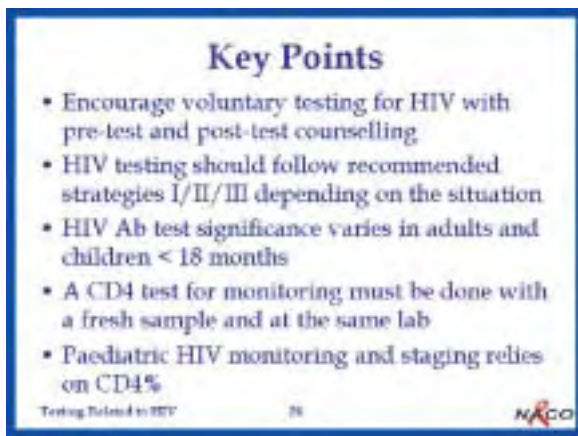 Key Points
• Encourage voluntary testing for HIV with
pre-test and post-test counselling
• HIV testing should follow recommended
strategies I/II/III depending on the situation
• HIV Ab test significance varies in adults and
children < 18 months
• A CD4 test for monitoring must be done with
a fresh sample and at the same lab
• Paediatric HIV monitoring and staging relies
on CD4%
Testing Related to HIV
NACO